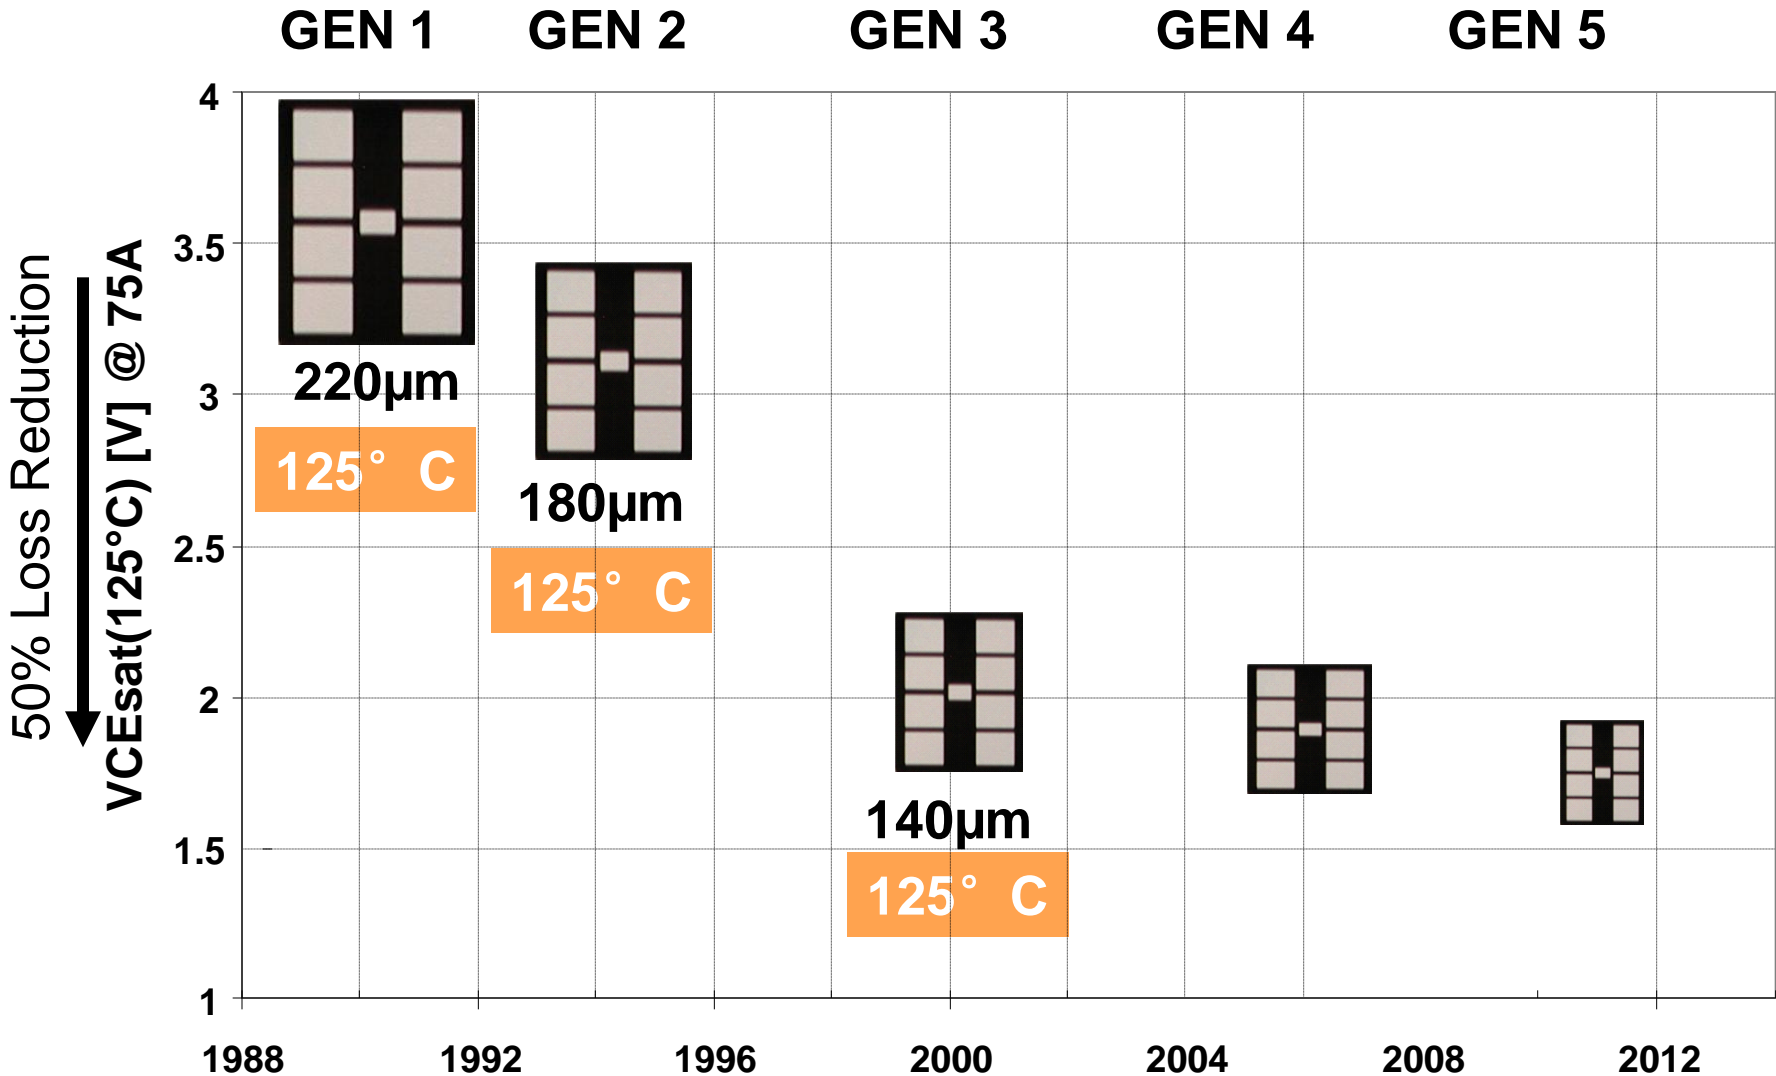 GEN 1 GEN 2 GEN 3 GEN 4 GEN 5
50% Loss Reduction
VCEsat(125°C) [V] @ 75A
4
3.5
3
2.5
2
1.5
1
220µm
125° C
180µm
125° C
140µm
125° C
1988 1992 1996 2000 2004 2008 2012